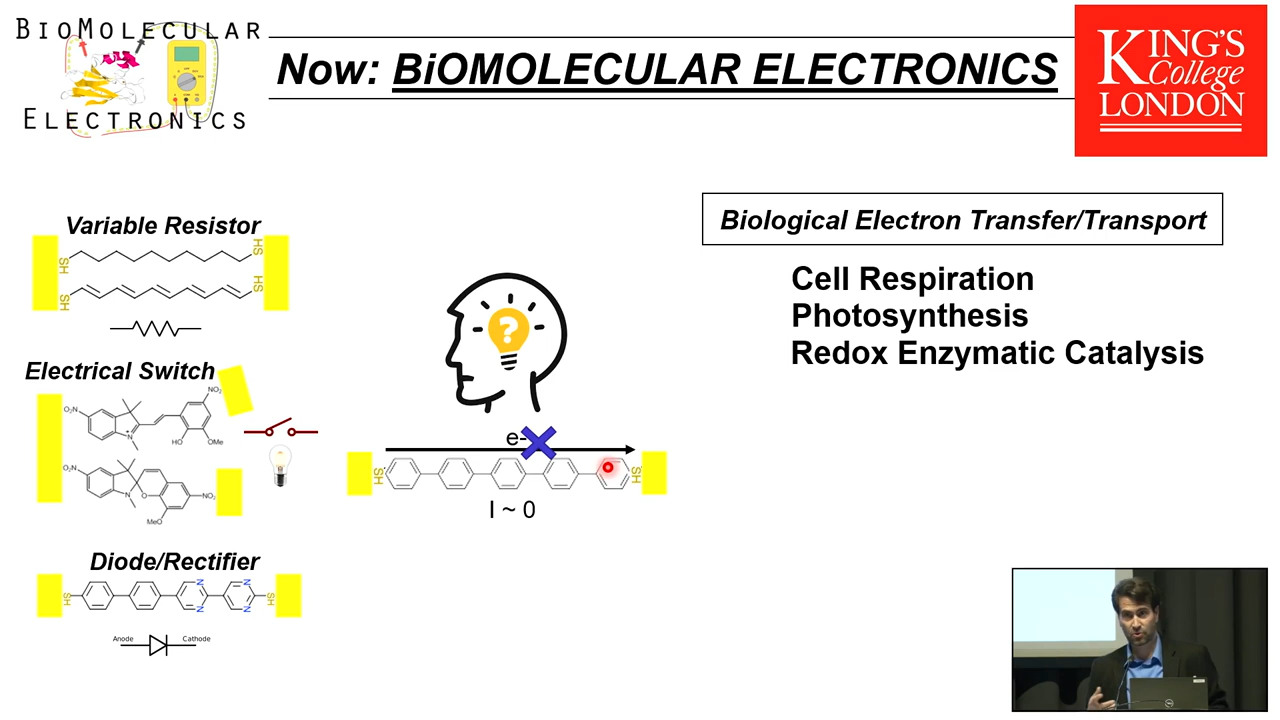 BIOMOLECULAR
ELECTRONICS
Now: BiOMOLECULAR ELECTRONICS
KING'S
College
LONDON
Variable Resistor
SH
HS
SH
HS
Electrical Switch
O₂N
NO₂
N+
HO
OMe
O₂N
N
O
NO₂
MeO
Diode/Rectifier
SH
N
N
N
N
SH
Anode
Cathode
?
e-
SH
SH
I ~ 0
Biological Electron Transfer/Transport
Cell Respiration
Photosynthesis
Redox Enzymatic Catalysis